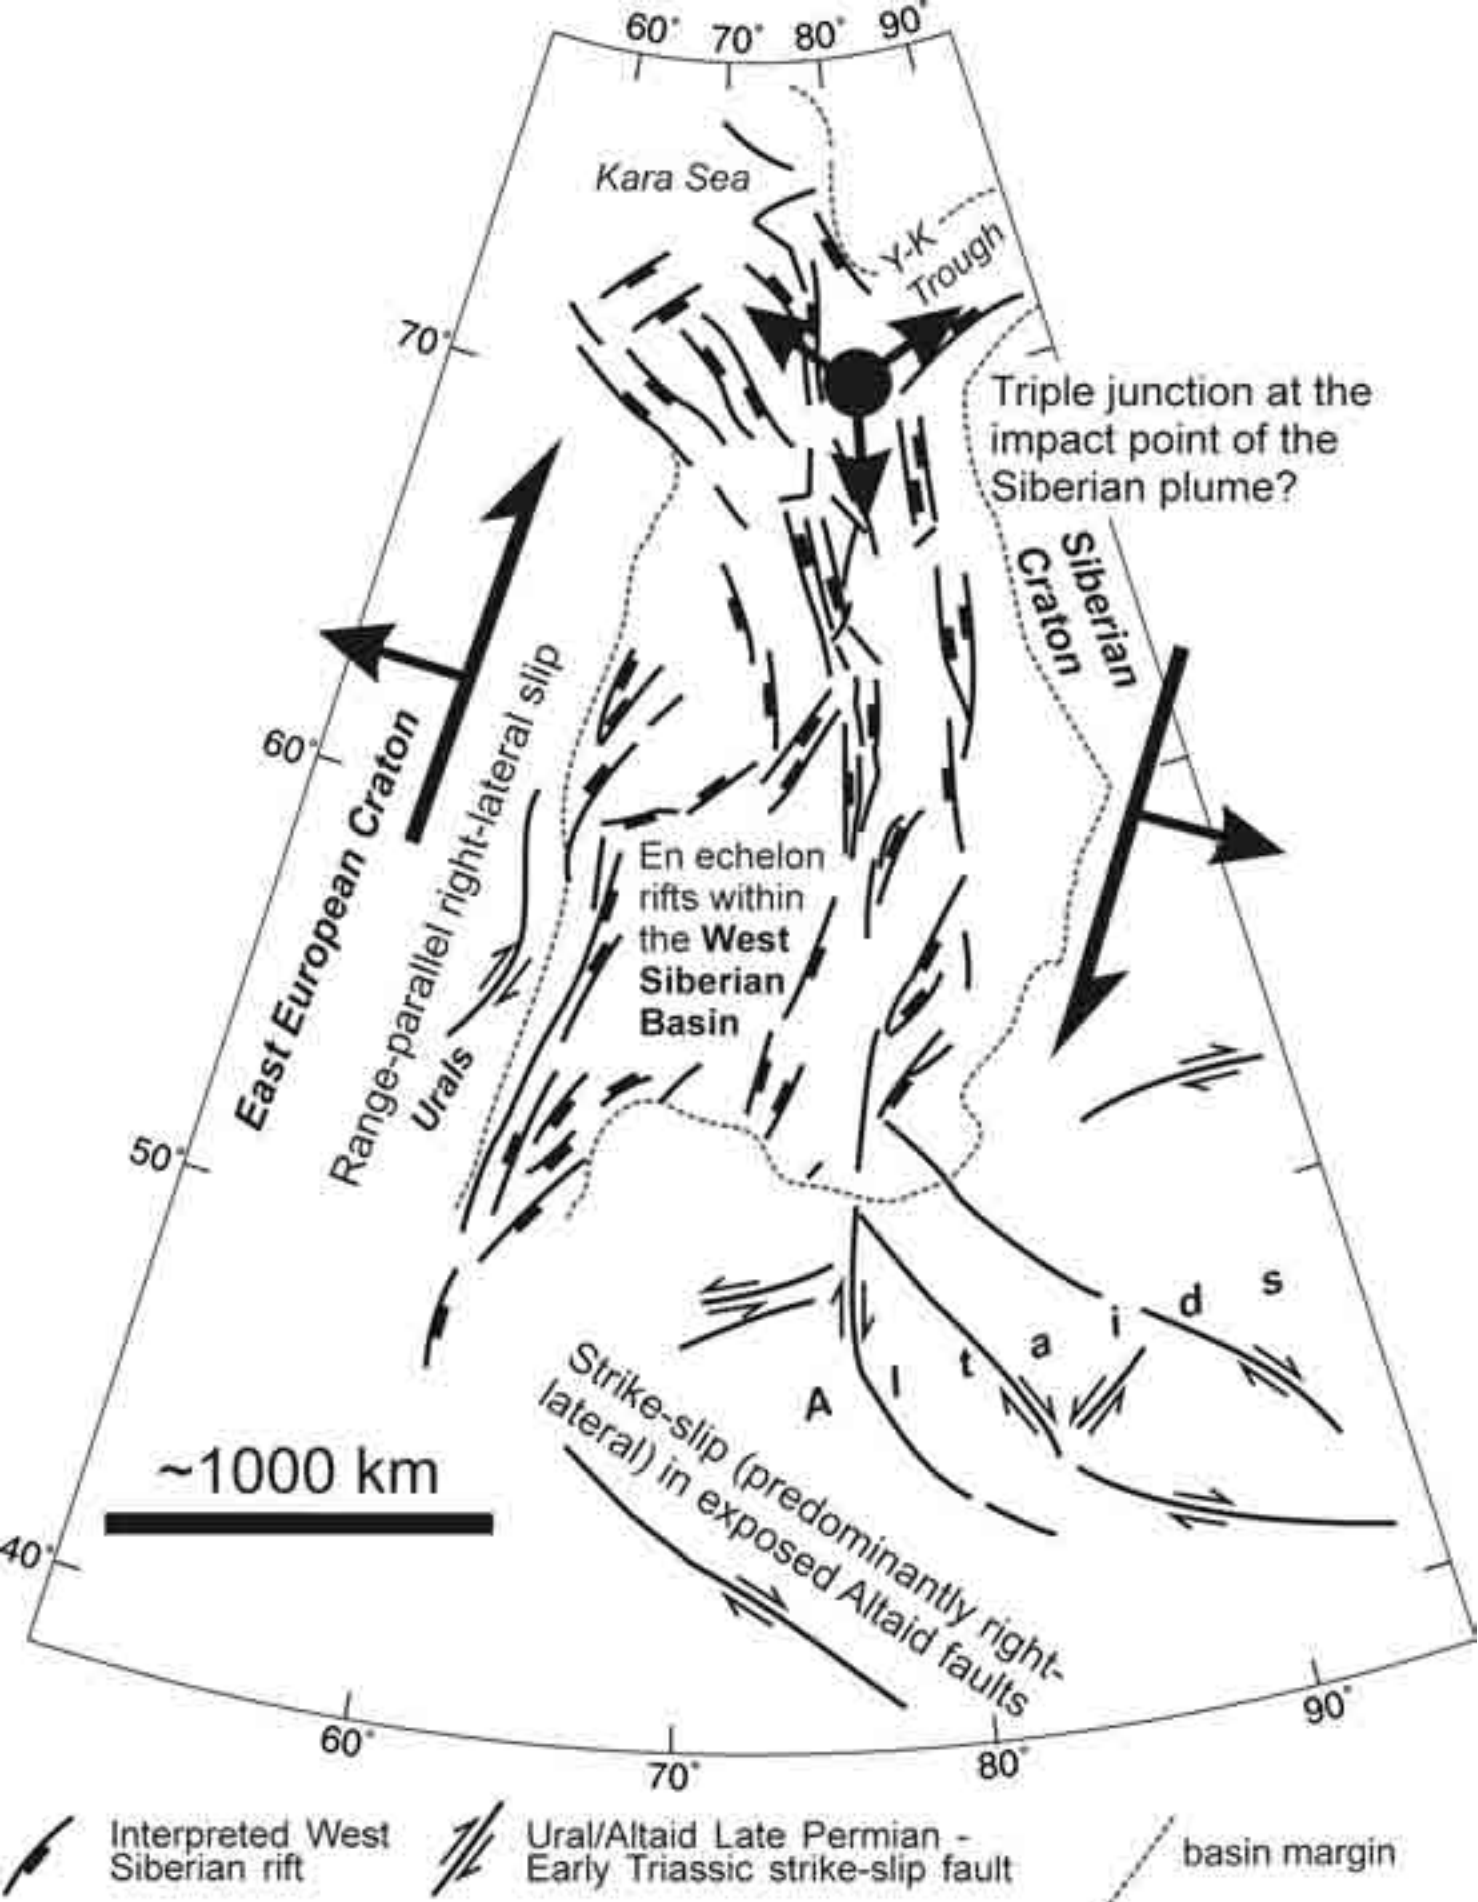 60° 70° 80° 90°
Kara Sea
Y-K
Trough
70°
Triple junction at the
impact point of the
Siberian plume?
Siberian
Craton
60°
East European Craton
Range-parallel right-lateral slip
Urals
En echelon
rifts within
the West
Siberian
Basin
50°
A l t a i d s
Strike-slip (predominantly right-
lateral) in exposed Altaid faults
~1000 km
40°
60°
70°
80°
90°
Interpreted West
Siberian rift
Ural/Altaid Late Permian -
Early Triassic strike-slip fault
basin margin